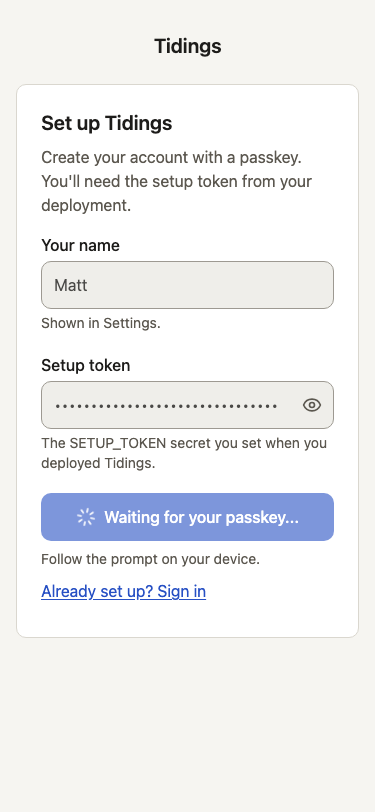 Tidings
Set up Tidings
Create your account with a passkey.
You'll need the setup token from your
deployment.
Your name
Matt
Shown in Settings.
Setup token
•••••••••••••••••••••••••••••••
The SETUP_TOKEN secret you set when you
deployed Tidings.
Waiting for your passkey...
Follow the prompt on your device.
Already set up? Sign in